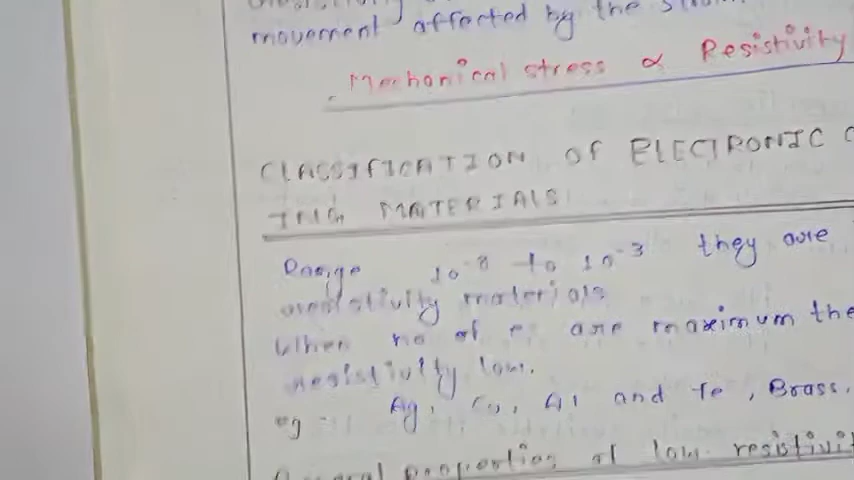 movement affected by the
Mechanical stress ∝ Resistivity
CLASSIFICATION OF ELECTRONIC C
ING MATERIALS
Range 10⁻⁸ to 10⁻³ they are
resistivity materials
When no of e⁻ are maximum the
resistivity low.
eg - Ag, Cu, Al and Fe, Brass,
General properties of low resistivit